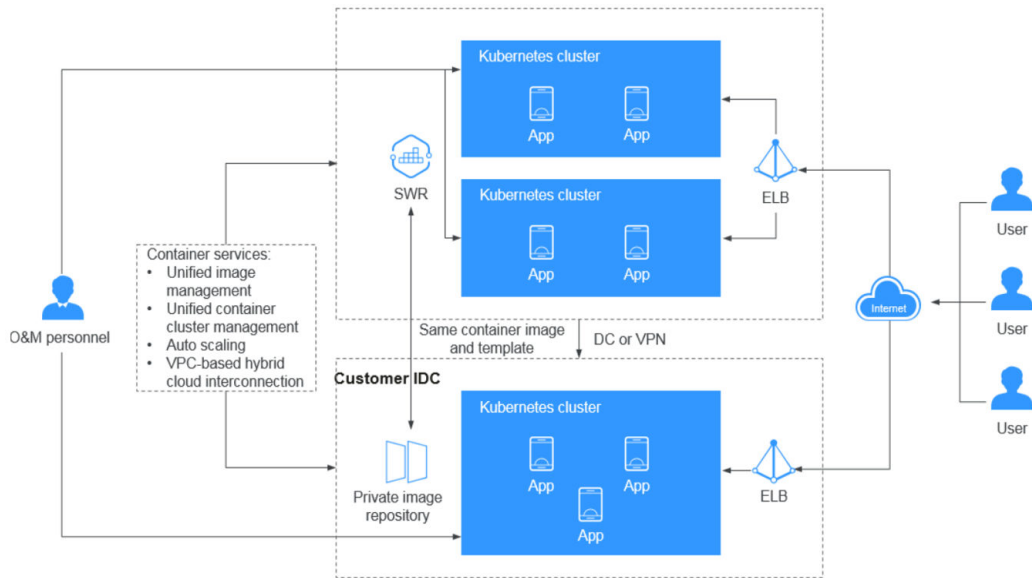 Kubernetes cluster
App
App
SWR
Kubernetes cluster
App
App
ELB
User
User
User
Internet
Container services:
• Unified image
management
• Unified container
cluster management
• Auto scaling
• VPC-based hybrid
cloud interconnection
O&M personnel
Same container image
and template
DC or VPN
Customer IDC
Kubernetes cluster
App
App
App
Private image
repository
ELB